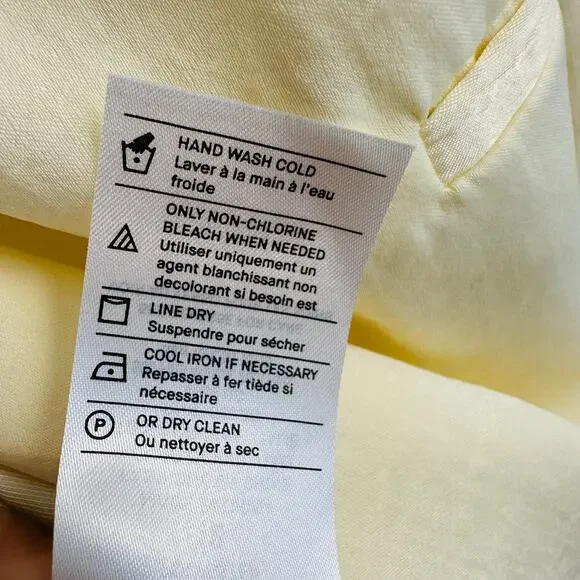 HAND WASH COLD
Laver à la main à l'eau
froide
ONLY NON-CHLORINE
BLEACH WHEN NEEDED
Utiliser uniquement un
agent blanchissant non
decolorant si besoin est
LINE DRY
Suspendre pour sécher
COOL IRON IF NECESSARY
Repasser à fer tiède si
nécessaire
P
OR DRY CLEAN
Ou nettoyer à sec